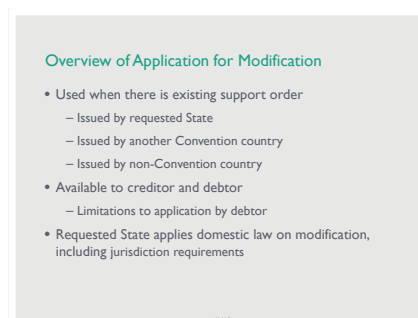 Overview of Application for Modification
• Used when there is existing support order
– Issued by requested State
– Issued by another Convention country
– Issued by non-Convention country
• Available to creditor and debtor
– Limitations to application by debtor
• Requested State applies domestic law on modification,
including jurisdiction requirements